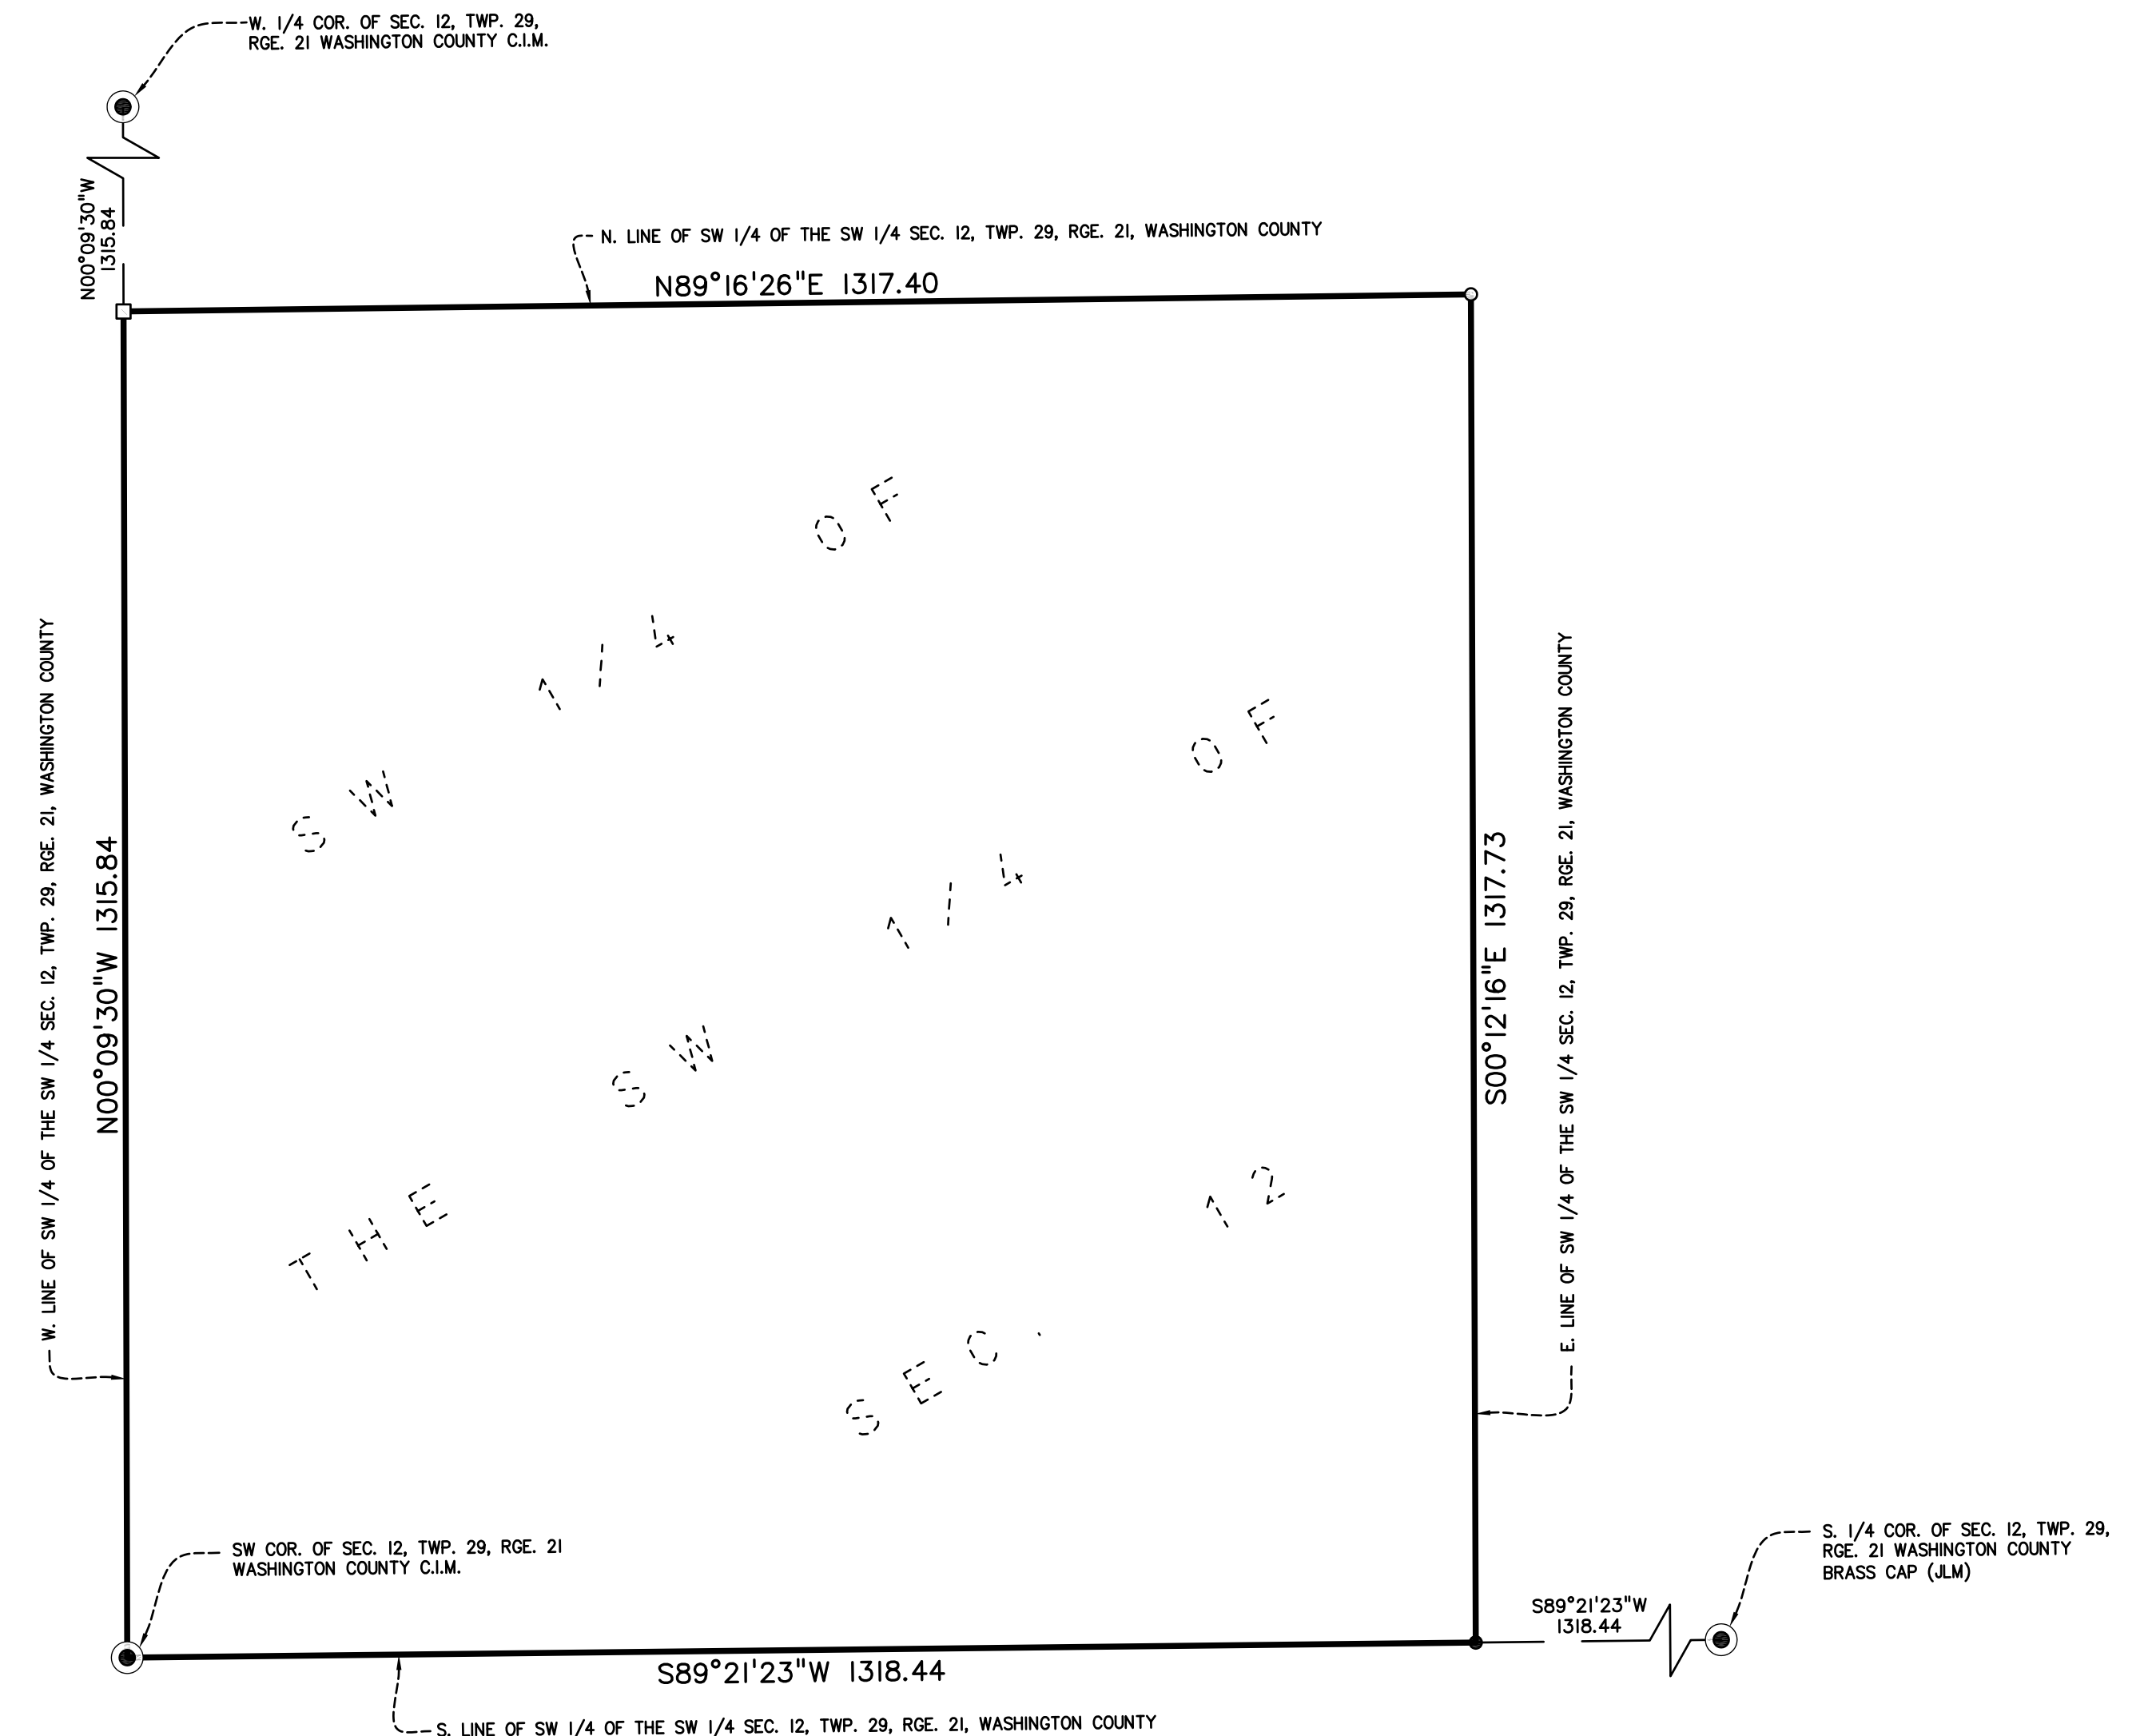 W. 1/4 COR. OF SEC. 12, TWP. 29,
RGE. 21 WASHINGTON COUNTY C.I.M.
N00°09'30"W
1315.84
N. LINE OF SW 1/4 OF THE SW 1/4 SEC. 12, TWP. 29, RGE. 21, WASHINGTON COUNTY
N89°16'26"E 1317.40
SW 1/4 OF
THE SW 1/4 OF
SEC. 12
W. LINE OF SW 1/4 OF THE SW 1/4 SEC. 12, TWP. 29, RGE. 21, WASHINGTON COUNTY
N00°09'30"W 1315.84
S00°12'16"E 1317.73
E. LINE OF SW 1/4 OF THE SW 1/4 SEC. 12, TWP. 29, RGE. 21, WASHINGTON COUNTY
SW COR. OF SEC. 12, TWP. 29, RGE. 21
WASHINGTON COUNTY C.I.M.
S. 1/4 COR. OF SEC. 12, TWP. 29,
RGE. 21 WASHINGTON COUNTY
BRASS CAP (JLM)
S89°21'23"W
1318.44
S89°21'23"W 1318.44
S. LINE OF SW 1/4 OF THE SW 1/4 SEC. 12, TWP. 29, RGE. 21, WASHINGTON COUNTY